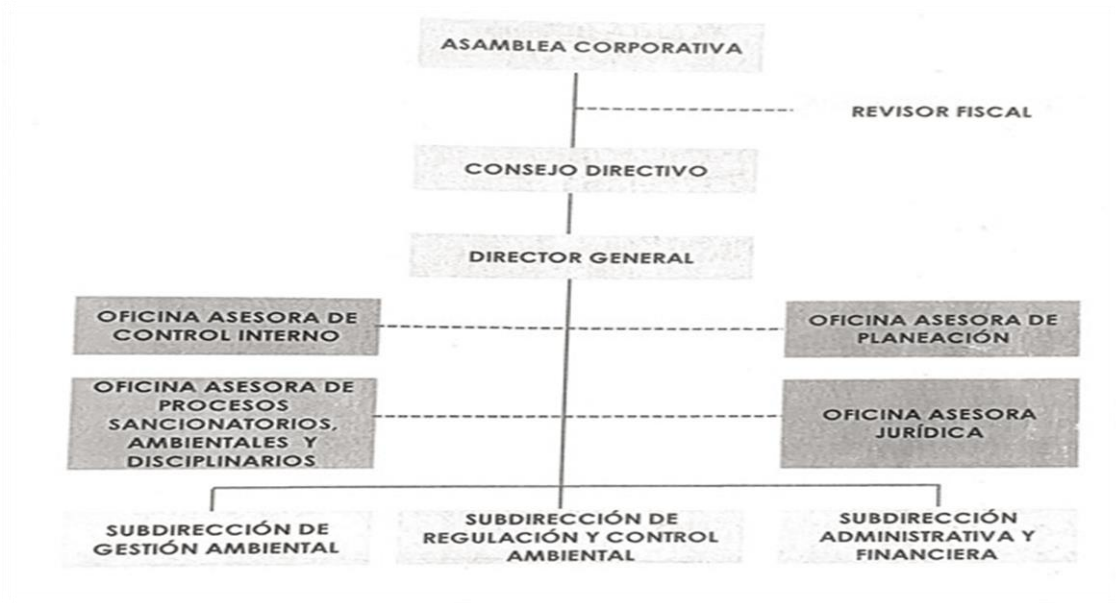 ASAMBLEA CORPORATIVA
REVISOR FISCAL
CONSEJO DIRECTIVO
DIRECTOR GENERAL
OFICINA ASESORA DE
CONTROL INTERNO
OFICINA ASESORA DE
PLANEACIÓN
OFICINA ASESORA DE
PROCESOS
SANCIONATORIOS,
AMBIENTALES Y
DISCIPLINARIOS
OFICINA ASESORA
JURÍDICA
SUBDIRECCIÓN DE
GESTIÓN AMBIENTAL
SUBDIRECCIÓN DE
REGULACIÓN Y CONTROL
AMBIENTAL
SUBDIRECCIÓN
ADMINISTRATIVA Y
FINANCIERA